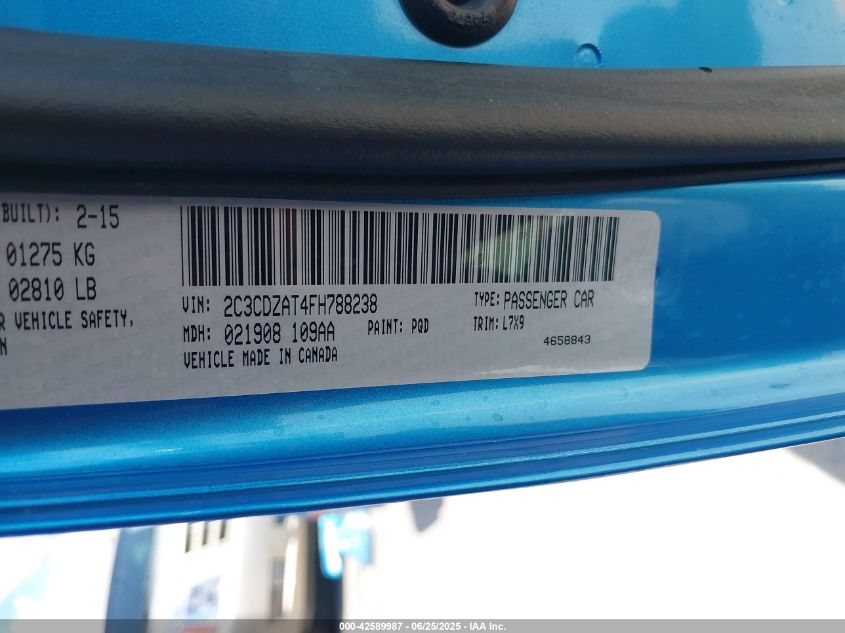 BUILT): 2-15
01275 KG
02810 LB
R VEHICLE SAFETY,
N
VIN: 2C3CDZAT4FH788238
TYPE: PASSENGER CAR
MDH: 021908 109AA
PAINT: PQD
TRIM: L7X9
VEHICLE MADE IN CANADA
4658843
000-42589987 - 06/25/2025 - IAA Inc.